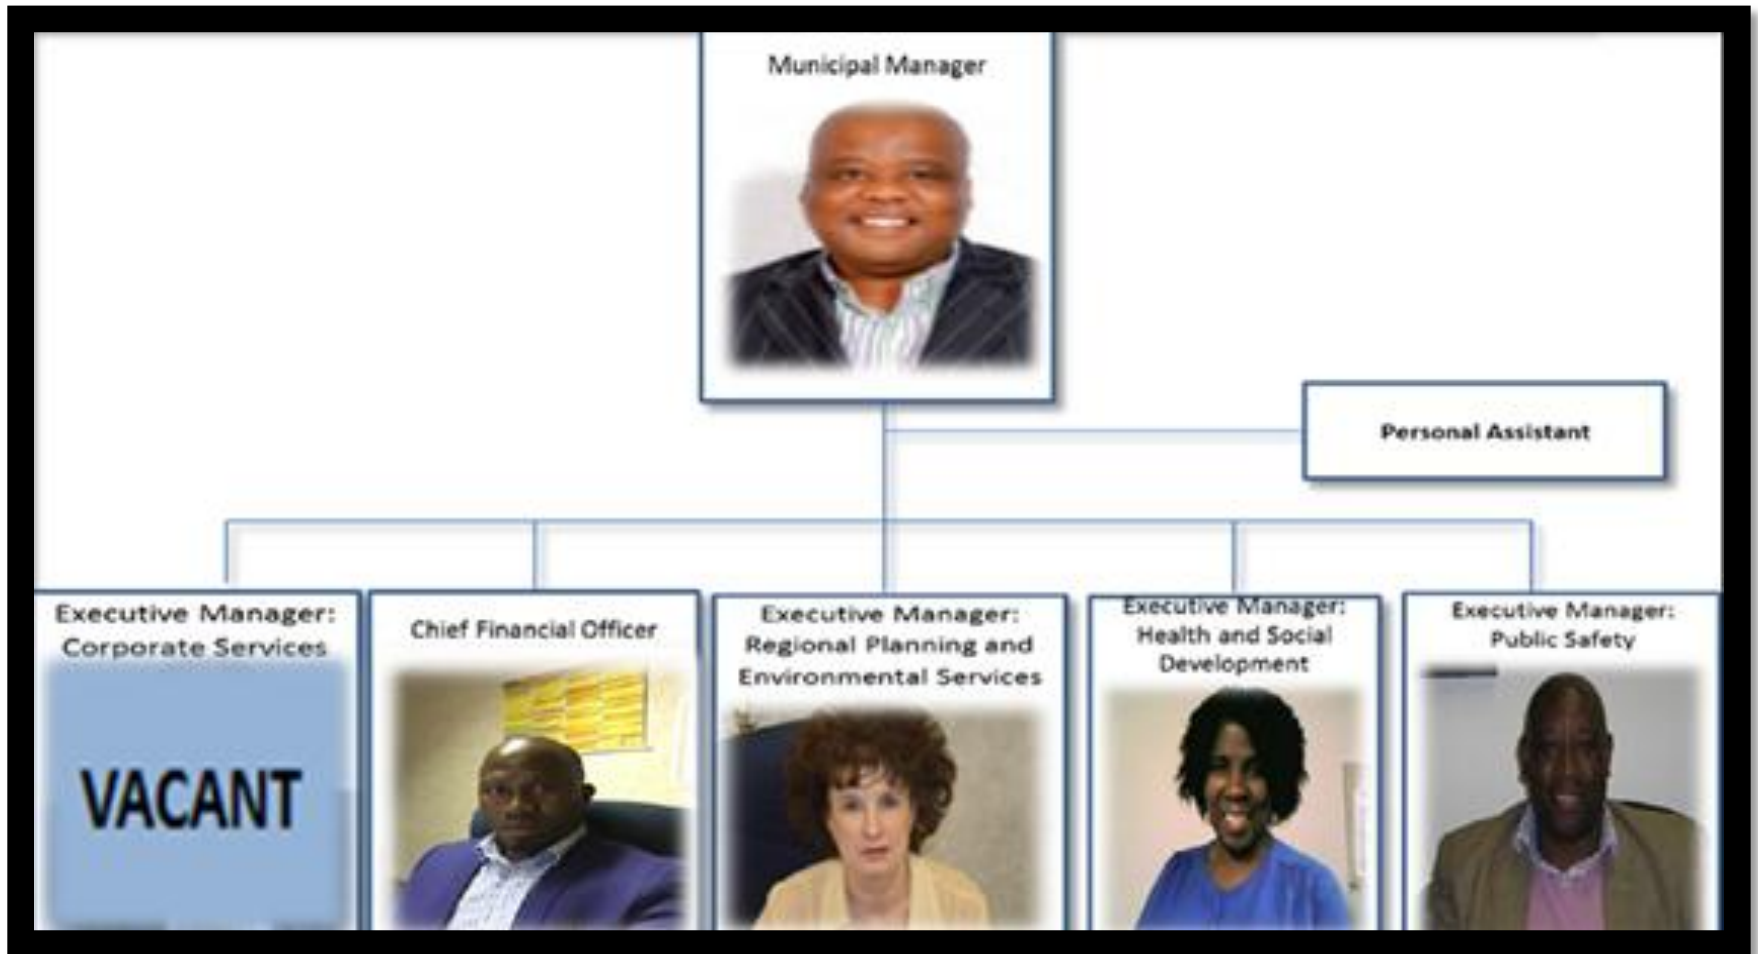 Municipal Manager
Personal Assistant
Executive Manager:
Corporate Services
VACANT
Chief Financial Officer
Executive Manager:
Regional Planning and
Environmental Services
Executive Manager:
Health and Social
Development
Executive Manager:
Public Safety